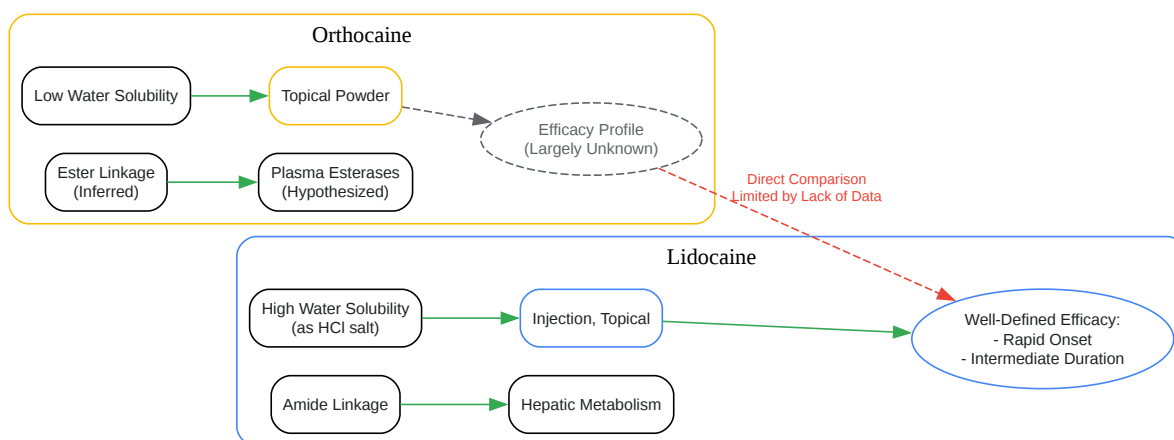 Orthocaine
Low Water Solubility
Topical Powder
Efficacy Profile
(Largely Unknown)
Ester Linkage
(Inferred)
Plasma Esterases
(Hypothesized)
Direct Comparison
Limited by Lack of Data
Lidocaine
High Water Solubility
(as HCl salt)
Injection, Topical
Well-Defined Efficacy:
- Rapid Onset
- Intermediate Duration
Amide Linkage
Hepatic Metabolism